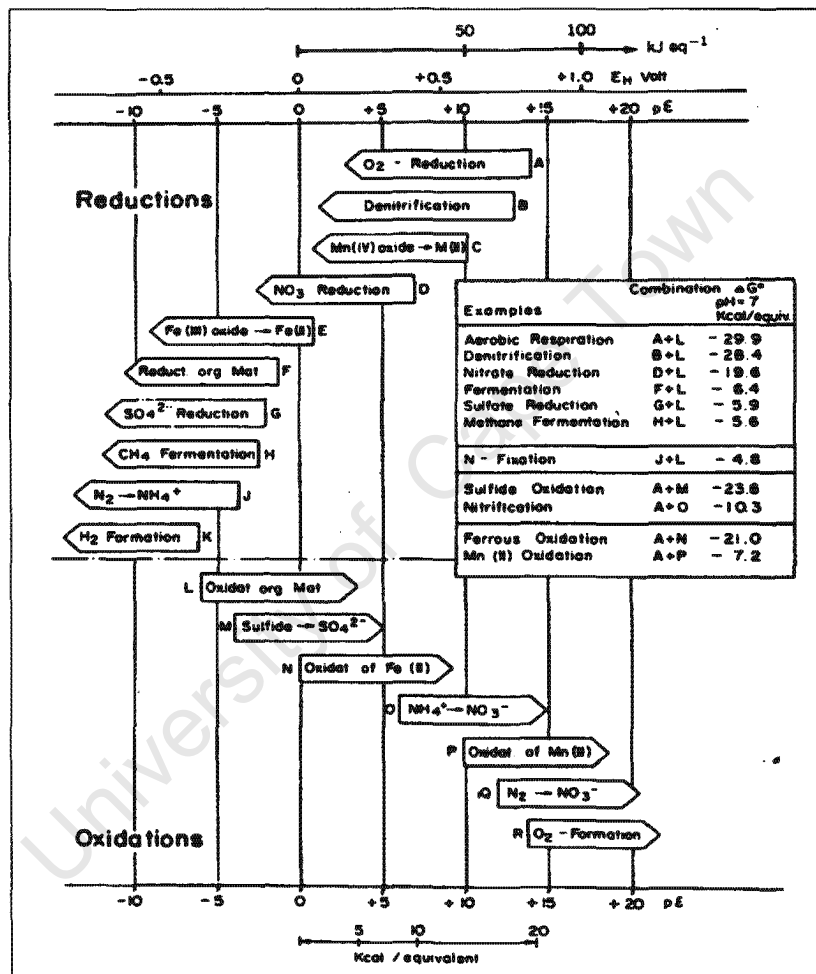 50 100
kJ eq⁻¹
-0.5 0 +0.5 +1.0 EH Volt
-10 -5 0 +5 +10 +15 +20 pE
O₂ - Reduction A
Reductions
Denitrification B
Mn(IV) oxide → M(II) C
NO₃ Reduction D
Fe(III) oxide → Fe(II) E
Reduct org Mat F
SO₄²⁻ Reduction G
CH₄ Fermentation H
N₂ → NH₄⁺ J
H₂ Formation K
Examples Combination ΔG°
pH = 7
Kcal/equiv.
Aerobic Respiration A+L - 29.9
Denitrification B+L - 28.4
Nitrate Reduction D+L - 19.6
Fermentation F+L - 6.4
Sulfate Reduction G+L - 5.9
Methane Fermentation H+L - 5.6
N - Fixation J+L - 4.8
Sulfide Oxidation A+M - 23.8
Nitrification A+O - 10.3
Ferrous Oxidation A+N - 21.0
Mn (II) Oxidation A+P - 7.2
L Oxidat org Mat
M Sulfide → SO₄²⁻
N Oxidat of Fe (II)
O NH₄⁺ → NO₃⁻
P Oxidat of Mn(II)
Q N₂ → NO₃⁻
R O₂ - Formation
Oxidations
-10 -5 0 +5 +10 +15 +20 pE
5 10 20
Kcal / equivalent
University of Cape Town